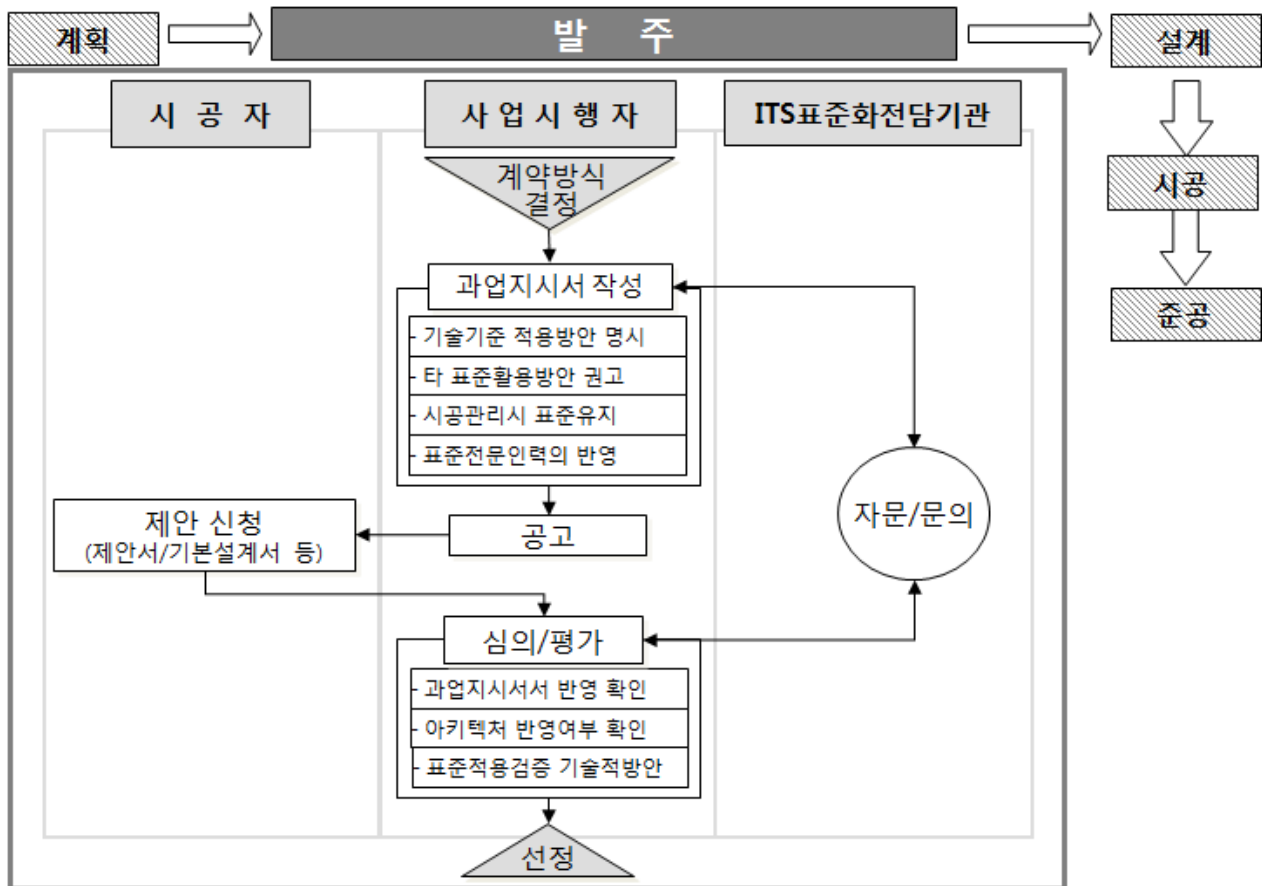 계획
발 주
설계
시 공 자
사 업 시 행 자
ITS표준화전담기관
계약방식
결정
시공
과업지시서 작성
준공
- 기술기준 적용방안 명시
- 타 표준활용방안 권고
- 시공관리시 표준유지
- 표준전문인력의 반영
제안 신청
(제안서/기본설계서 등)
공고
자문/문의
심의/평가
- 과업지시서서 반영 확인
- 아키텍처 반영여부 확인
- 표준적용검증 기술적방안
선정